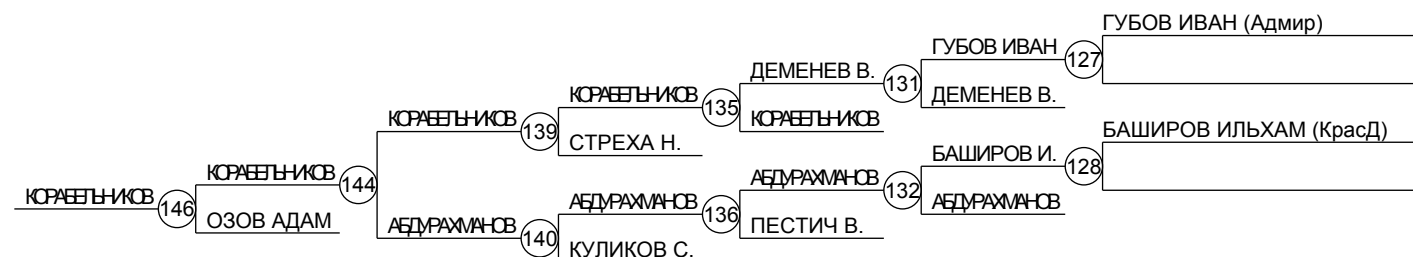 ГУБОВ ИВАН (Адмир)
ГУБОВ ИВАН
127
ДЕМЕНЕВ В.
131
КОРАБЕЛЬНИКОВ
135
ДЕМЕНЕВ В.
КОРАБЕЛЬНИКОВ
139
КОРАБЕЛЬНИКОВ
СТРЕХА Н.
БАШИРОВ ИЛЬХАМ (КрасД)
КОРАБЕЛЬНИКОВ
144
АБДУРАХМАНОВ
132
БАШИРОВ И.
128
КОРАБЕЛЬНИКОВ
146
АБДУРАХМАНОВ
136
АБДУРАХМАНОВ
ОЗОВ АДАМ
АБДУРАХМАНОВ
140
ПЕСТИЧ В.
КУЛИКОВ С.